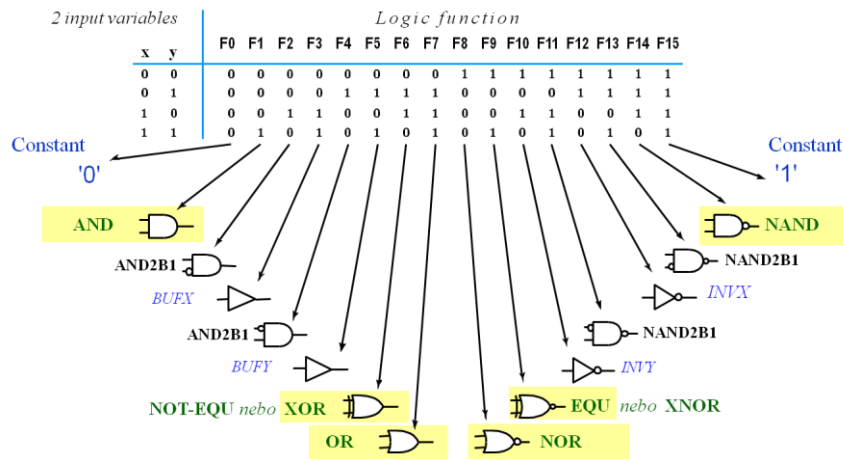 2 input variables Logic function
x y F0 F1 F2 F3 F4 F5 F6 F7 F8 F9 F10 F11 F12 F13 F14 F15
0 0 0 0 0 0 0 0 0 0 1 1 1 1 1 1 1 1
0 1 0 0 0 0 1 1 1 1 0 0 0 0 1 1 1 1
1 0 0 0 1 1 0 0 1 1 0 0 1 1 0 0 1 1
1 1 0 1 0 1 0 1 0 1 0 1 0 1 0 1 0 1
Constant '0'
Constant '1'
AND
NAND
AND2B1
NAND2B1
BUFX
INVX
AND2B1
NAND2B1
BUFY
INVY
NOT-EQU nebo XOR
EQU nebo XNOR
OR
NOR